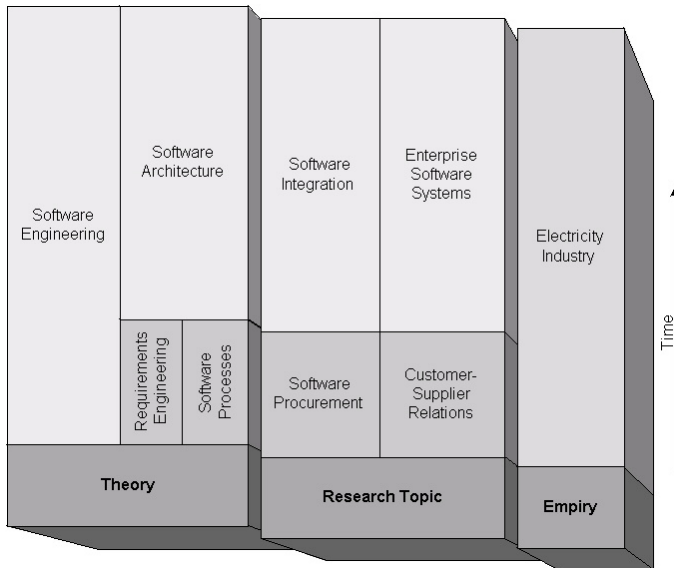 Software
Engineering
Software
Architecture
Requirements
Engineering
Software
Processes
Theory
Software
Integration
Enterprise
Software
Systems
Software
Procurement
Customer-
Supplier
Relations
Research Topic
Electricity
Industry
Empiry
Time